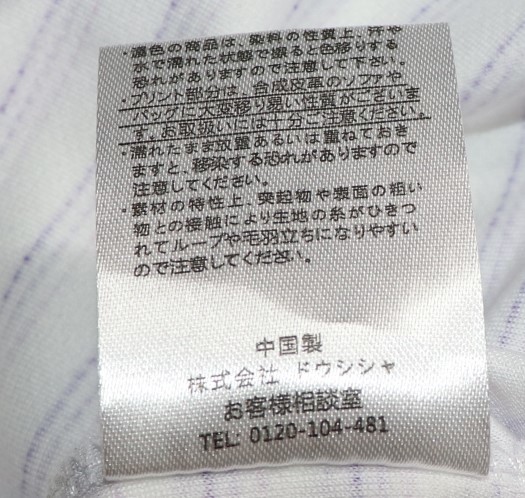 ・濃色の商品は、染料の性質上、汗や
水で濡れた状態で擦ると色移りする
恐れがありますので注意して下さい。
・プリント部分は、合成皮革のソファや
バッグに大変移り易い性質がございま
す。お取扱いには十分ご注意ください。
・濡れたまま放置あるいは重ねておき
ますと、移染する恐れがありますので
注意してください。
・素材の特性上、突起物や表面の粗い
物との接触により生地の糸がひきつ
れてループや毛羽立ちになりやすい
ので注意してください。
中国製
株式会社 ドウシシャ
お客様相談室
TEL: 0120-104-481